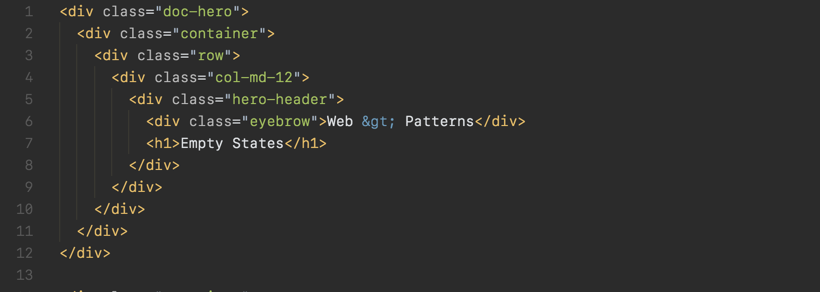 1 <div class="doc-hero">
2   <div class="container">
3     <div class="row">
4       <div class="col-md-12">
5         <div class="hero-header">
6           <div class="eyebrow">Web &gt; Patterns</div>
7           <h1>Empty States</h1>
8         </div>
9       </div>
10     </div>
11   </div>
12 </div>
13